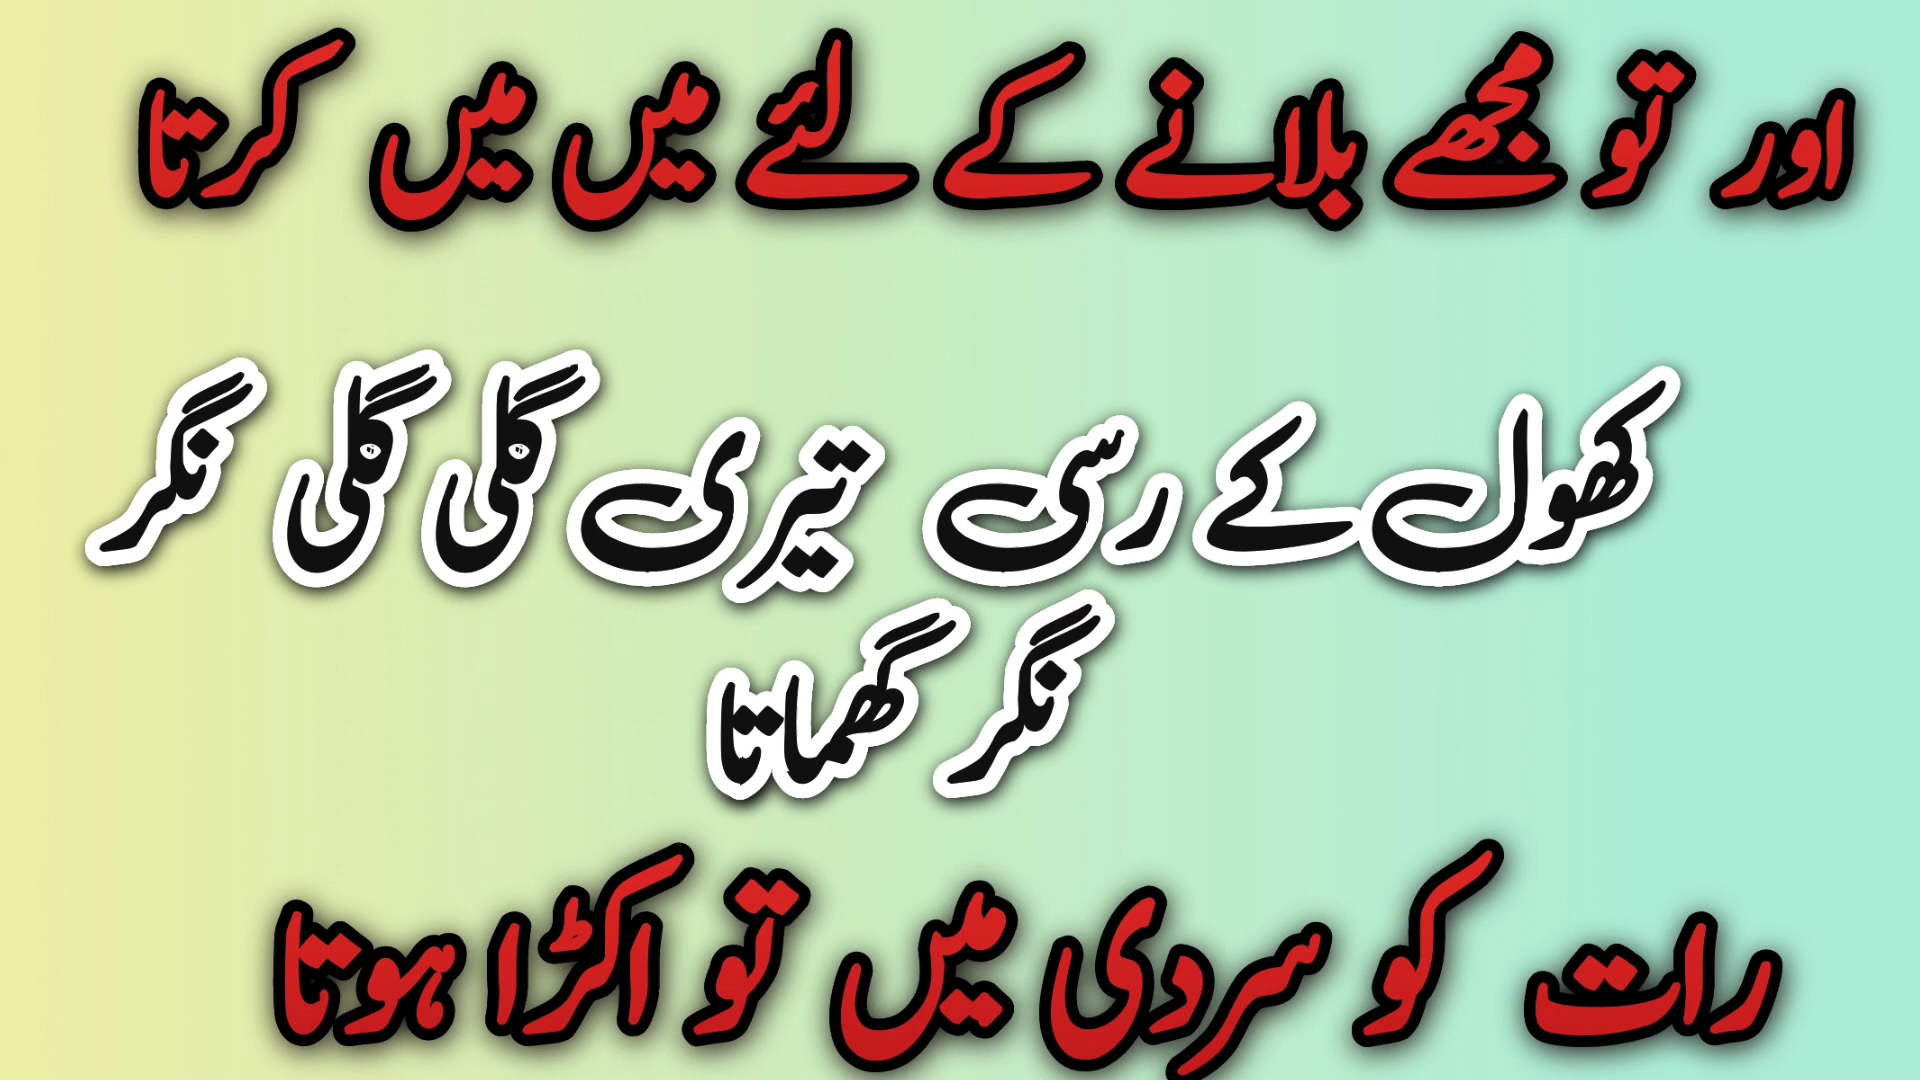 اور تو مجھے بلانے کے لئے میں میں کرتا
کھول کے رسی تیری گلی گلی نگر
نگر گھماتا
رات کو سردی میں تو اکڑا ہوتا